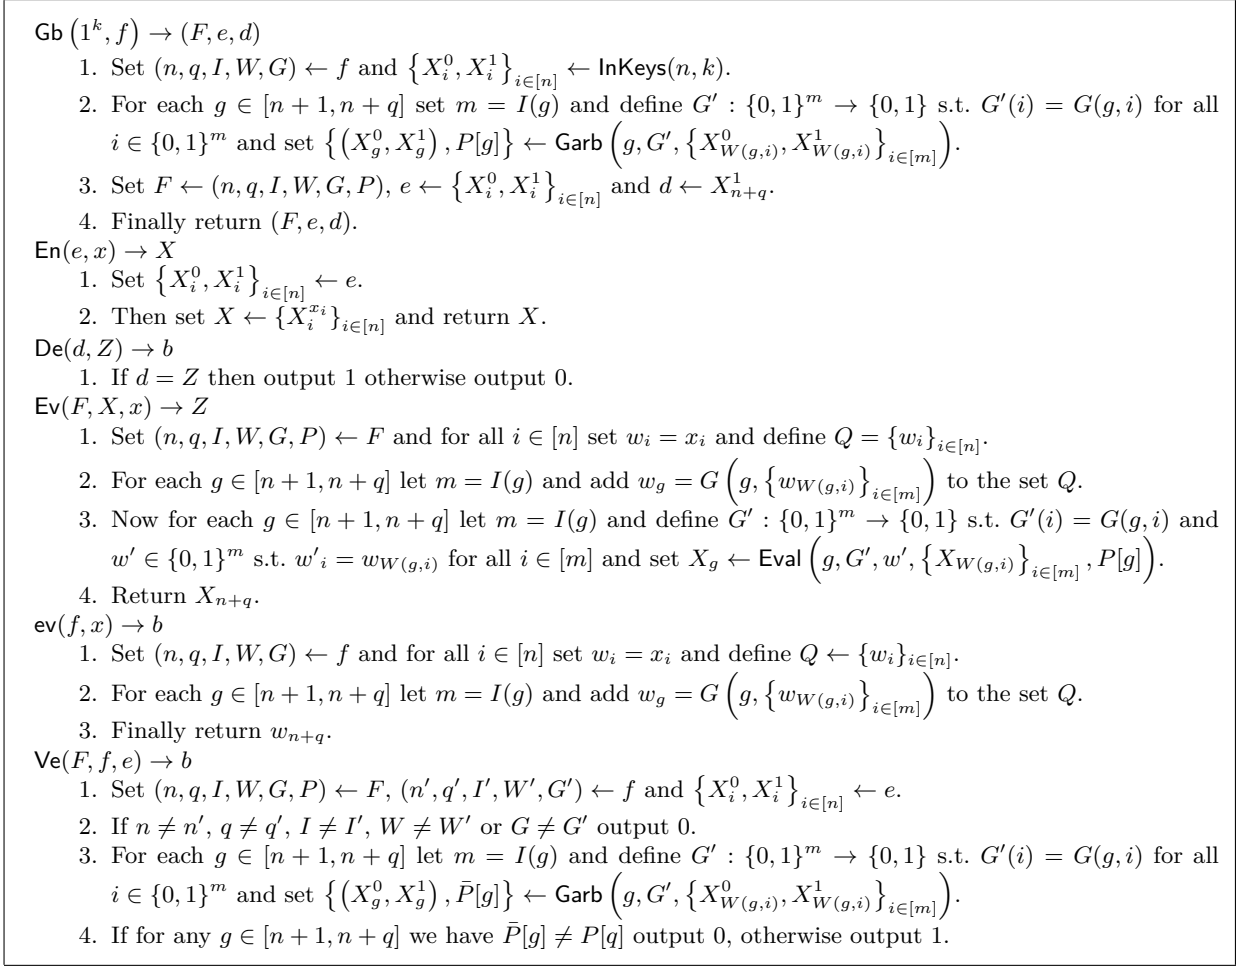 Gb (1^k, f) → (F, e, d)
1. Set (n, q, I, W, G) ← f and {X_i^0, X_i^1}_{i∈[n]} ← InKeys(n, k).
2. For each g ∈ [n + 1, n + q] set m = I(g) and define G′ : {0, 1}^m → {0, 1} s.t. G′(i) = G(g, i) for all
i ∈ {0, 1}^m and set {(X_g^0, X_g^1), P[g]} ← Garb (g, G′, {X_{W(g,i)}^0, X_{W(g,i)}^1}_{i∈[m]}).
3. Set F ← (n, q, I, W, G, P), e ← {X_i^0, X_i^1}_{i∈[n]} and d ← X_{n+q}^1.
4. Finally return (F, e, d).
En(e, x) → X
1. Set {X_i^0, X_i^1}_{i∈[n]} ← e.
2. Then set X ← {X_i^{x_i}}_{i∈[n]} and return X.
De(d, Z) → b
1. If d = Z then output 1 otherwise output 0.
Ev(F, X, x) → Z
1. Set (n, q, I, W, G, P) ← F and for all i ∈ [n] set w_i = x_i and define Q = {w_i}_{i∈[n]}.
2. For each g ∈ [n + 1, n + q] let m = I(g) and add w_g = G (g, {w_{W(g,i)}}_{i∈[m]}) to the set Q.
3. Now for each g ∈ [n + 1, n + q] let m = I(g) and define G′ : {0, 1}^m → {0, 1} s.t. G′(i) = G(g, i) and
w′ ∈ {0, 1}^m s.t. w′_i = w_{W(g,i)} for all i ∈ [m] and set X_g ← Eval (g, G′, w′, {X_{W(g,i)}}_{i∈[m]}, P[g]).
4. Return X_{n+q}.
ev(f, x) → b
1. Set (n, q, I, W, G) ← f and for all i ∈ [n] set w_i = x_i and define Q ← {w_i}_{i∈[n]}.
2. For each g ∈ [n + 1, n + q] let m = I(g) and add w_g = G (g, {w_{W(g,i)}}_{i∈[m]}) to the set Q.
3. Finally return w_{n+q}.
Ve(F, f, e) → b
1. Set (n, q, I, W, G, P) ← F, (n′, q′, I′, W′, G′) ← f and {X_i^0, X_i^1}_{i∈[n]} ← e.
2. If n ≠ n′, q ≠ q′, I ≠ I′, W ≠ W′ or G ≠ G′ output 0.
3. For each g ∈ [n + 1, n + q] let m = I(g) and define G′ : {0, 1}^m → {0, 1} s.t. G′(i) = G(g, i) for all
i ∈ {0, 1}^m and set {(X_g^0, X_g^1), P̄[g]} ← Garb (g, G′, {X_{W(g,i)}^0, X_{W(g,i)}^1}_{i∈[m]}).
4. If for any g ∈ [n + 1, n + q] we have P̄[g] ≠ P[q] output 0, otherwise output 1.